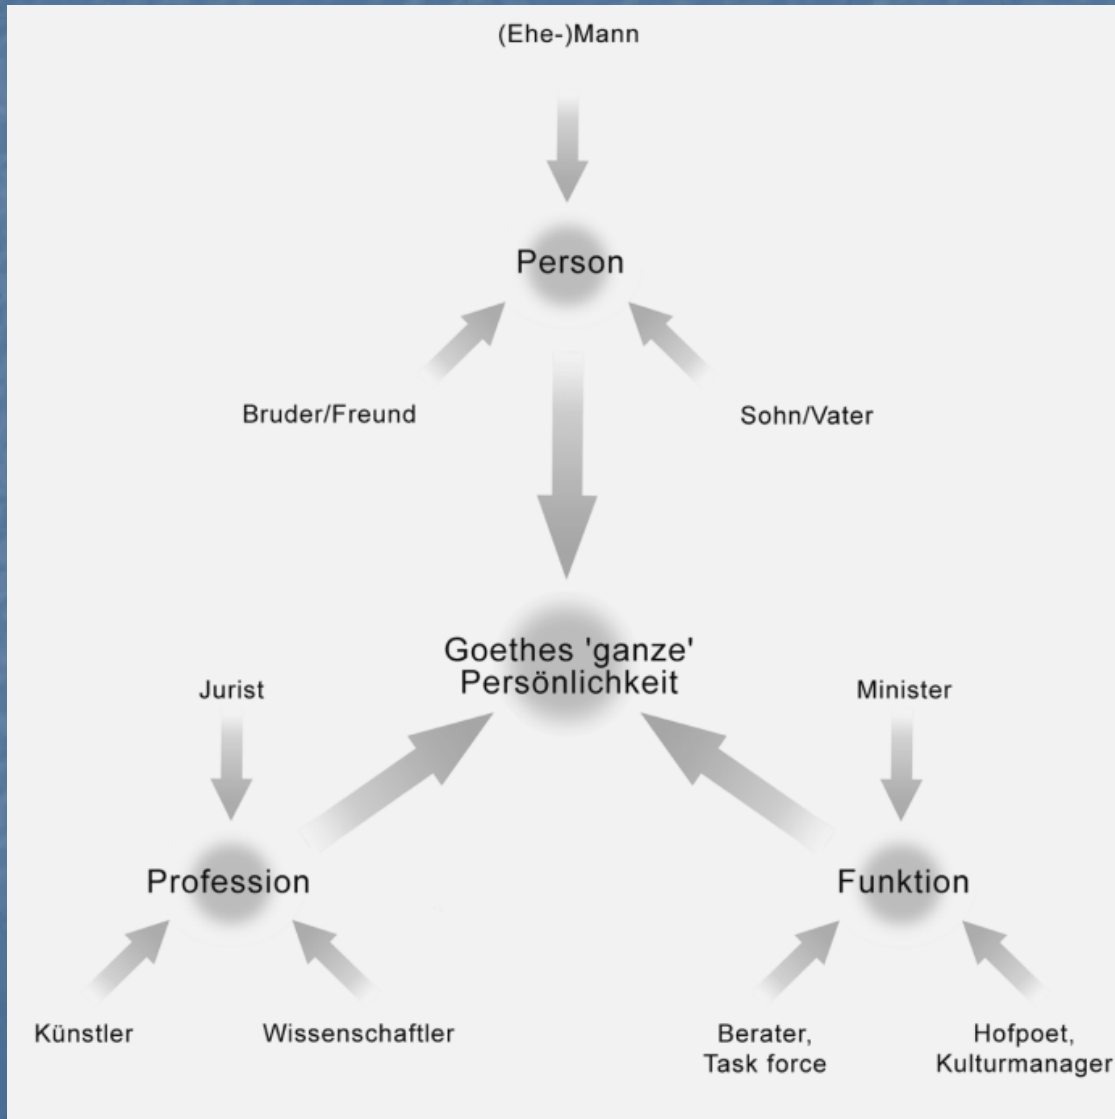 (Ehe-)Mann
Person
Bruder/Freund
Sohn/Vater
Goethes 'ganze'
Persönlichkeit
Jurist
Minister
Profession
Funktion
Künstler
Wissenschaftler
Berater,
Task force
Hofpoet,
Kulturmanager